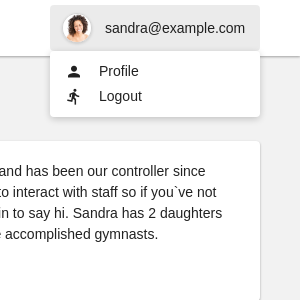 sandra@example.com
Profile
Logout
and has been our controller since
to interact with staff so if you`ve not
in to say hi. Sandra has 2 daughters
accomplished gymnasts.